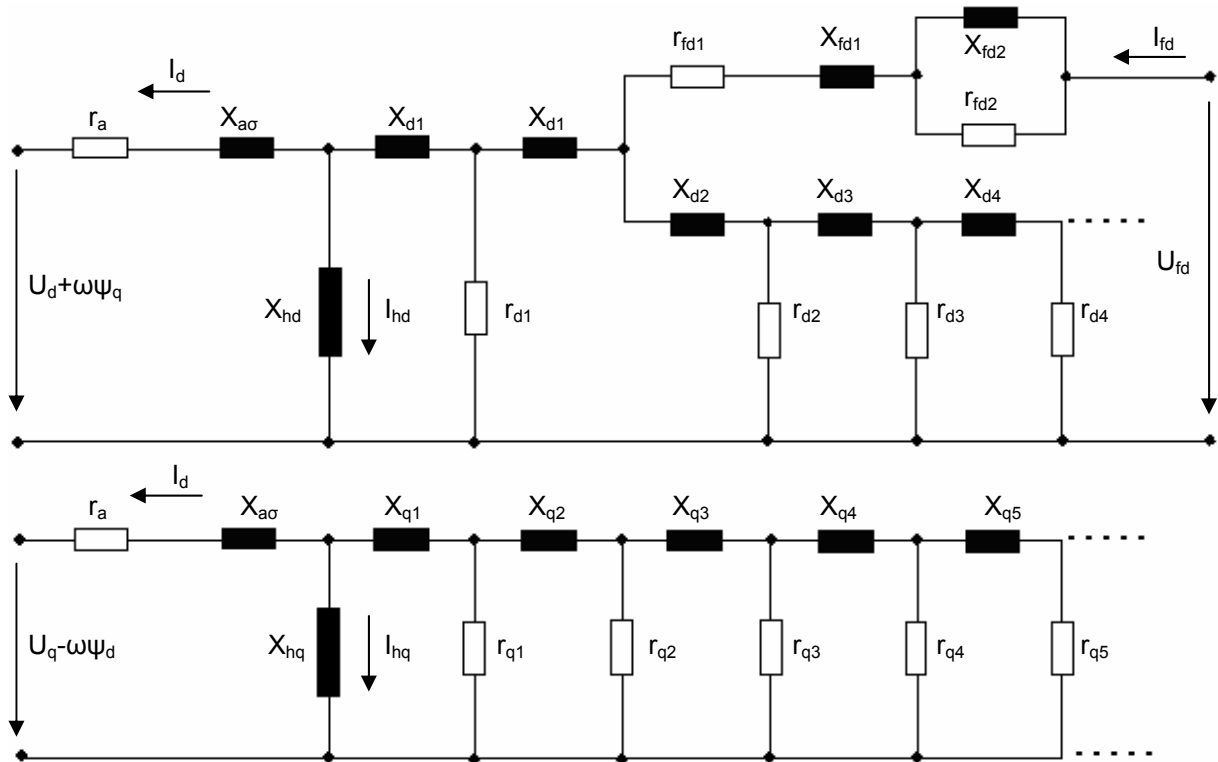 I_d r_a X_aσ X_d1 X_d1 r_fd1 X_fd1 X_fd2 I_fd
r_fd2
X_d2 X_d3 X_d4
U_d+ωψ_q X_hd I_hd r_d1 r_d2 r_d3 r_d4 U_fd
I_d
r_a X_aσ X_q1 X_q2 X_q3 X_q4 X_q5
U_q-ωψ_d X_hq I_hq r_q1 r_q2 r_q3 r_q4 r_q5